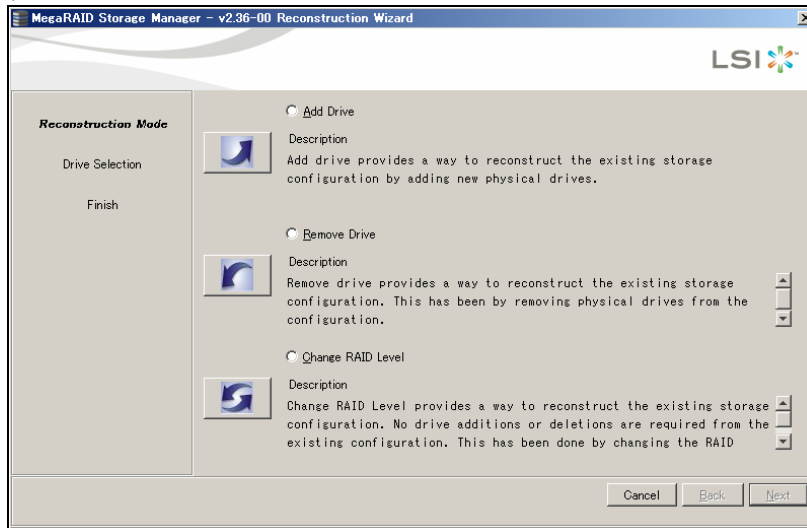 MegaRAID Storage Manager - v2.36-00 Reconstruction Wizard
LSI
Reconstruction Mode
Drive Selection
Finish
Add Drive
Description
Add drive provides a way to reconstruct the existing storage
configuration by adding new physical drives.
Remove Drive
Description
Remove drive provides a way to reconstruct the existing storage
configuration. This has been by removing physical drives from the
configuration.
Change RAID Level
Description
Change RAID Level provides a way to reconstruct the existing storage
configuration. No drive additions or deletions are required from the
existing configuration. This has been done by changing the RAID
Cancel
Back
Next